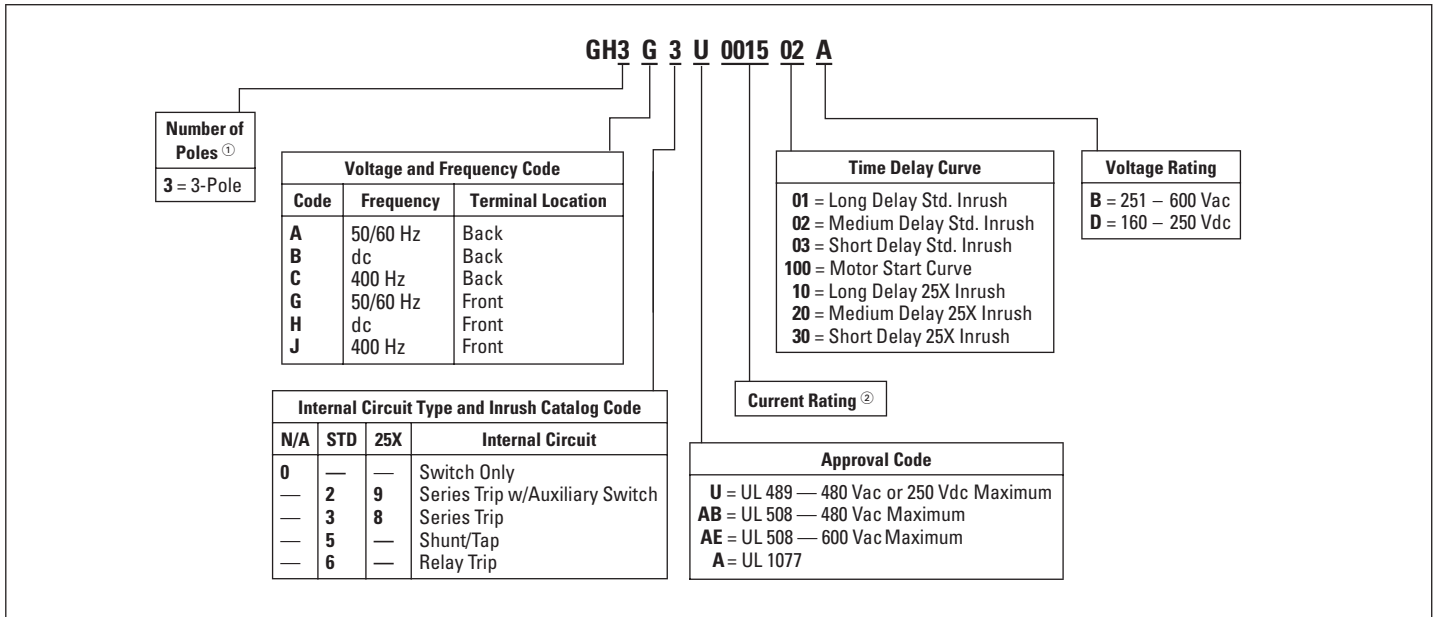 GH3 G 3 U 0015 02 A
Number of
Poles ①
3 = 3-Pole
Voltage and Frequency Code
Code Frequency Terminal Location
A 50/60 Hz Back
B dc Back
C 400 Hz Back
G 50/60 Hz Front
H dc Front
J 400 Hz Front
Internal Circuit Type and Inrush Catalog Code
N/A STD 25X Internal Circuit
0 — — Switch Only
— 2 9 Series Trip w/Auxiliary Switch
— 3 8 Series Trip
— 5 — Shunt/Tap
— 6 — Relay Trip
Time Delay Curve
01 = Long Delay Std. Inrush
02 = Medium Delay Std. Inrush
03 = Short Delay Std. Inrush
100 = Motor Start Curve
10 = Long Delay 25X Inrush
20 = Medium Delay 25X Inrush
30 = Short Delay 25X Inrush
Current Rating ②
Approval Code
U = UL 489 — 480 Vac or 250 Vdc Maximum
AB = UL 508 — 480 Vac Maximum
AE = UL 508 — 600 Vac Maximum
A = UL 1077
Voltage Rating
B = 251 – 600 Vac
D = 160 – 250 Vdc